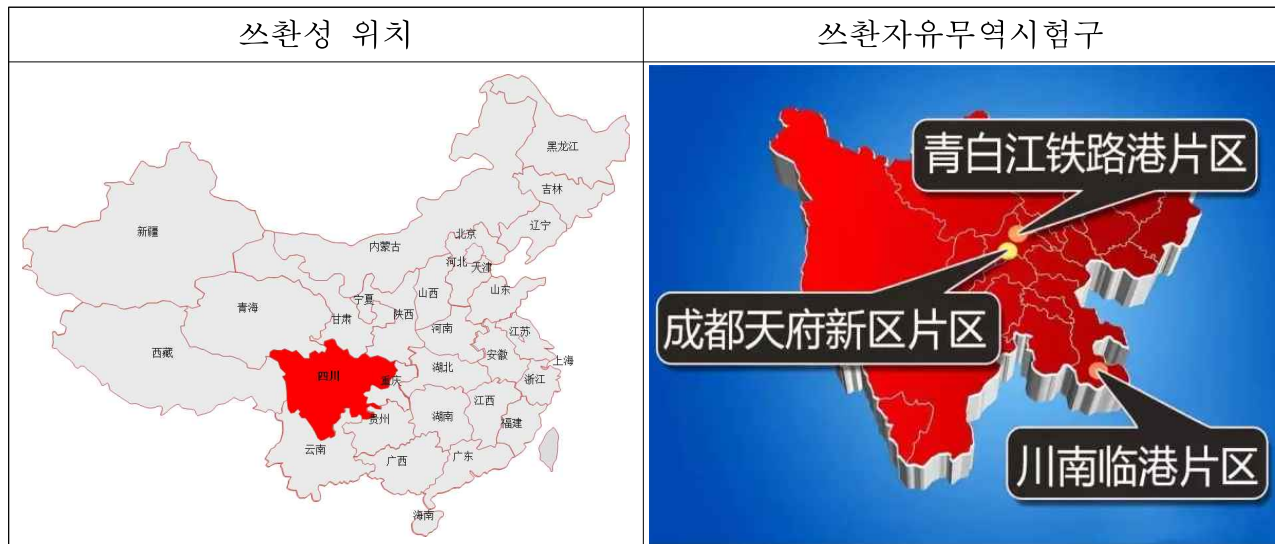 쓰촨성 위치
쓰촨자유무역시험구
黑龙江
吉林
辽宁
新疆
内蒙古
北京
河北
天津
山西
山东
宁夏
青海
甘肃
陕西
河南
江苏
西藏
安徽
上海
四川
重庆
湖北
浙江
江西
湖南
贵州
福建
云南
广西
广东
海南
青白江铁路港片区
成都天府新区片区
川南临港片区